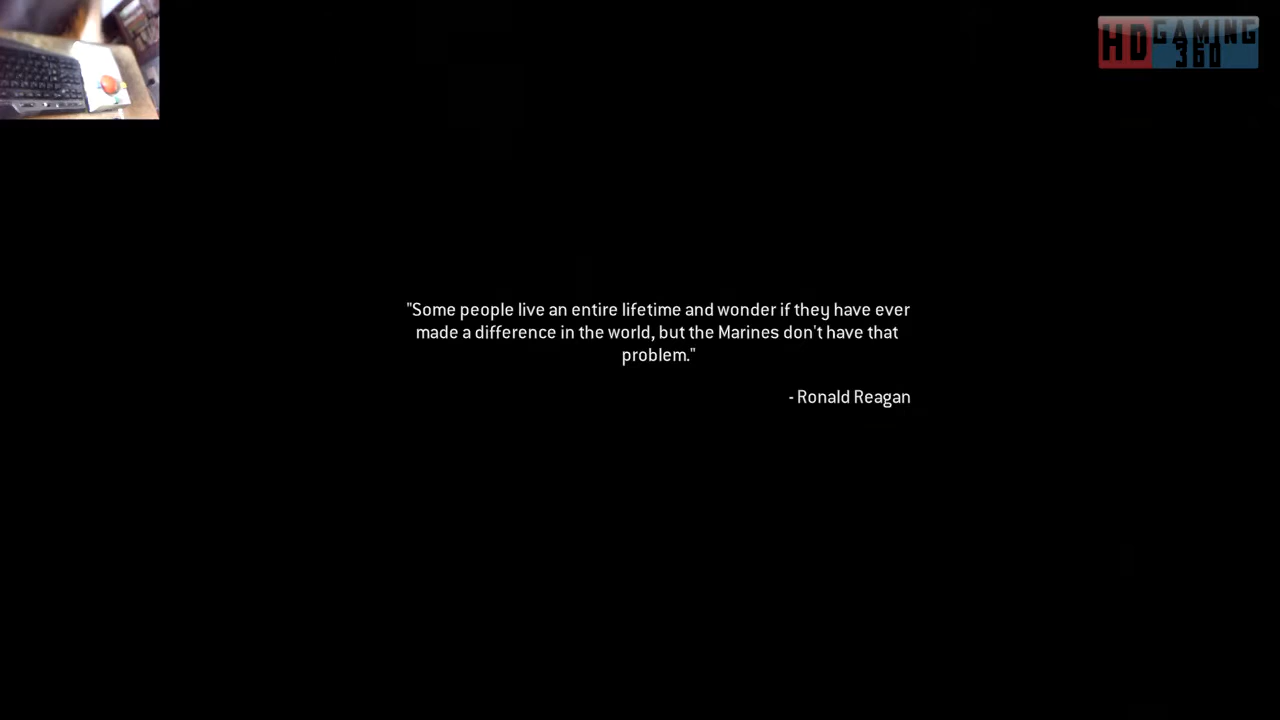 HD GAMING
360
"Some people live an entire lifetime and wonder if they have ever
made a difference in the world, but the Marines don't have that
problem."
- Ronald Reagan